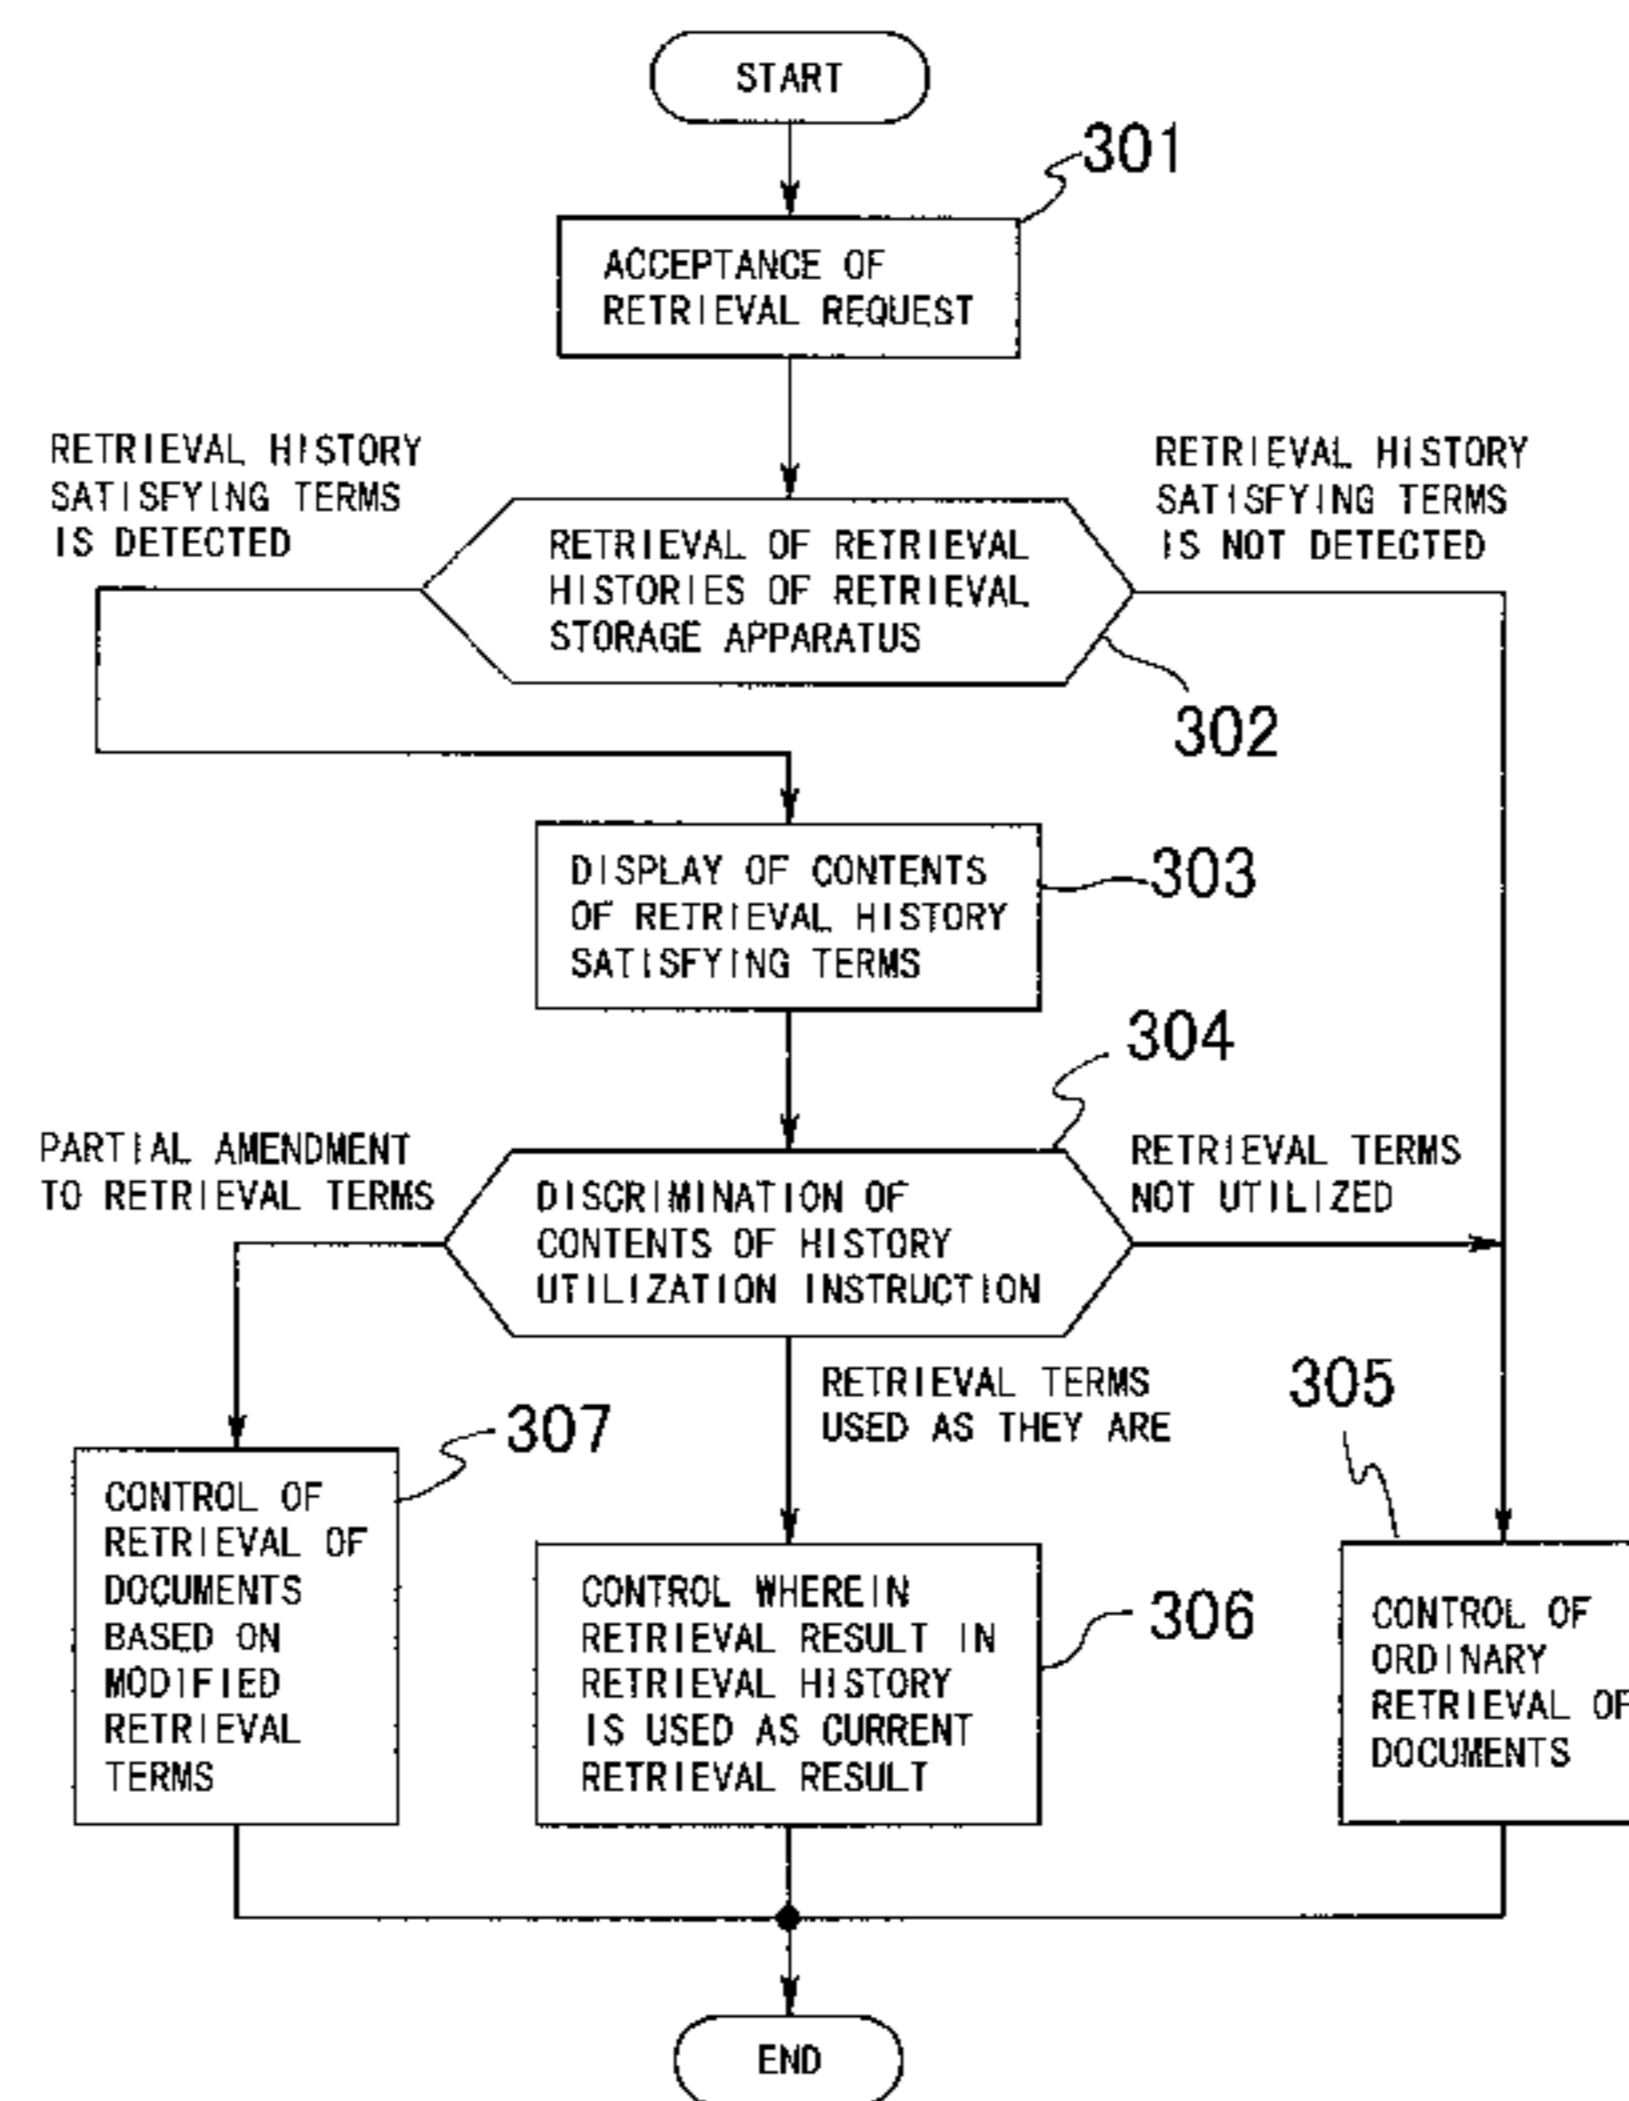 START
301
ACCEPTANCE OF
RETRIEVAL REQUEST
RETRIEVAL HISTORY
SATISFYING TERMS
IS DETECTED
RETRIEVAL HISTORY
SATISFYING TERMS
IS NOT DETECTED
RETRIEVAL OF RETRIEVAL
HISTORIES OF RETRIEVAL
STORAGE APPARATUS
302
DISPLAY OF CONTENTS
OF RETRIEVAL HISTORY
SATISFYING TERMS
303
304
PARTIAL AMENDMENT
TO RETRIEVAL TERMS
DISCRIMINATION OF
CONTENTS OF HISTORY
UTILIZATION INSTRUCTION
RETRIEVAL TERMS
NOT UTILIZED
RETRIEVAL TERMS
USED AS THEY ARE
305
307
CONTROL OF
RETRIEVAL OF
DOCUMENTS
BASED ON
MODIFIED
RETRIEVAL
TERMS
CONTROL WHEREIN
RETRIEVAL RESULT IN
RETRIEVAL HISTORY
IS USED AS CURRENT
RETRIEVAL RESULT
306
CONTROL OF
ORDINARY
RETRIEVAL OF
DOCUMENTS
END